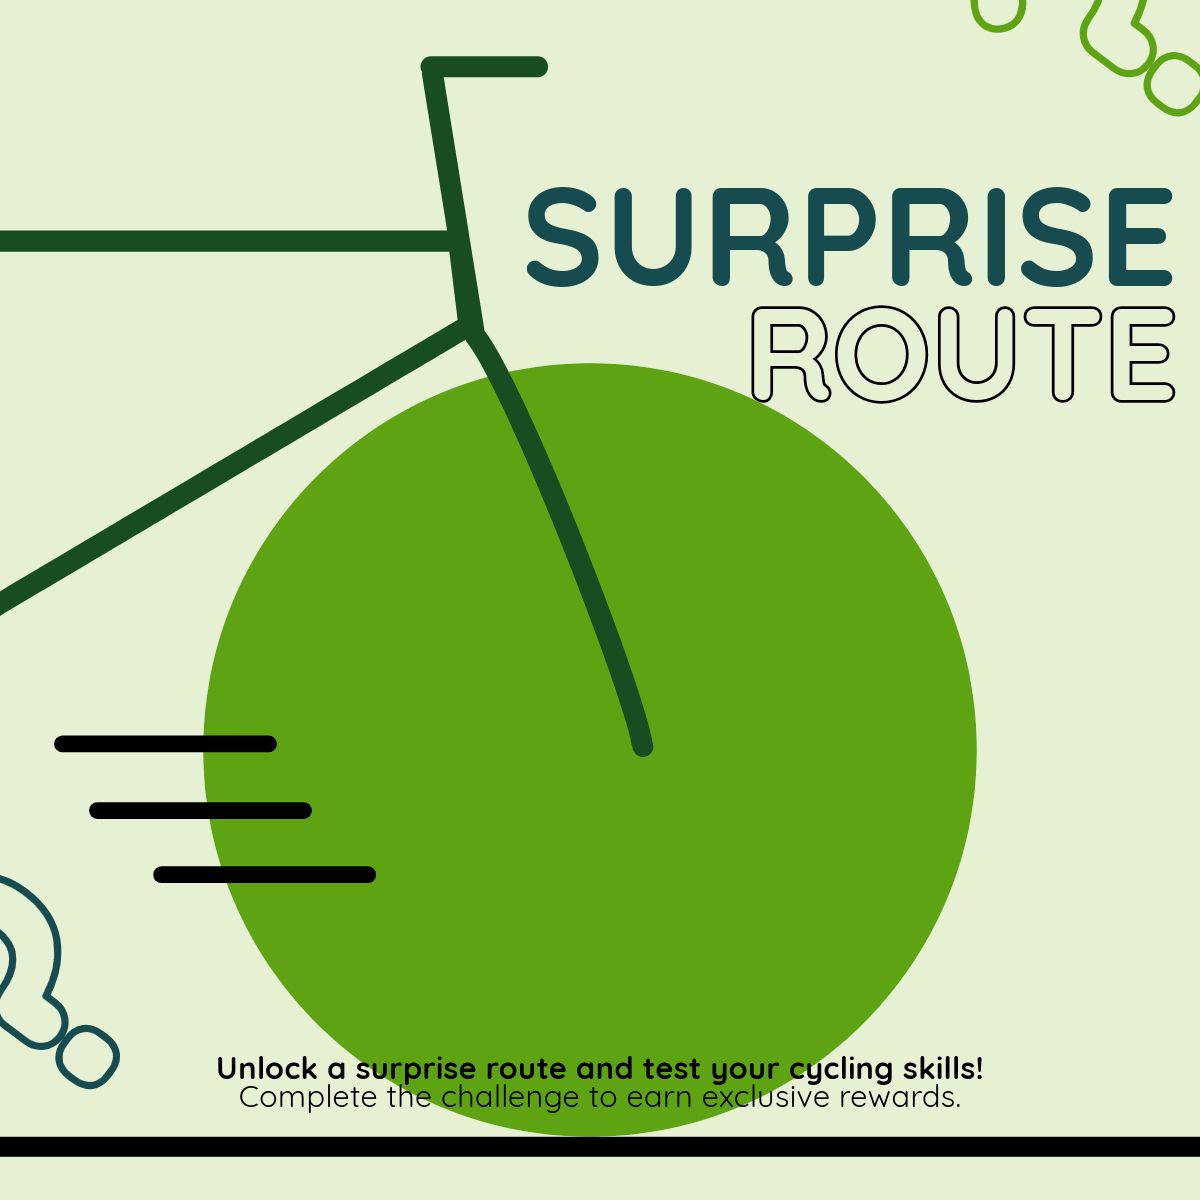 SURPRISE
ROUTE
Unlock a surprise route and test your cycling skills!
Complete the challenge to earn exclusive rewards.